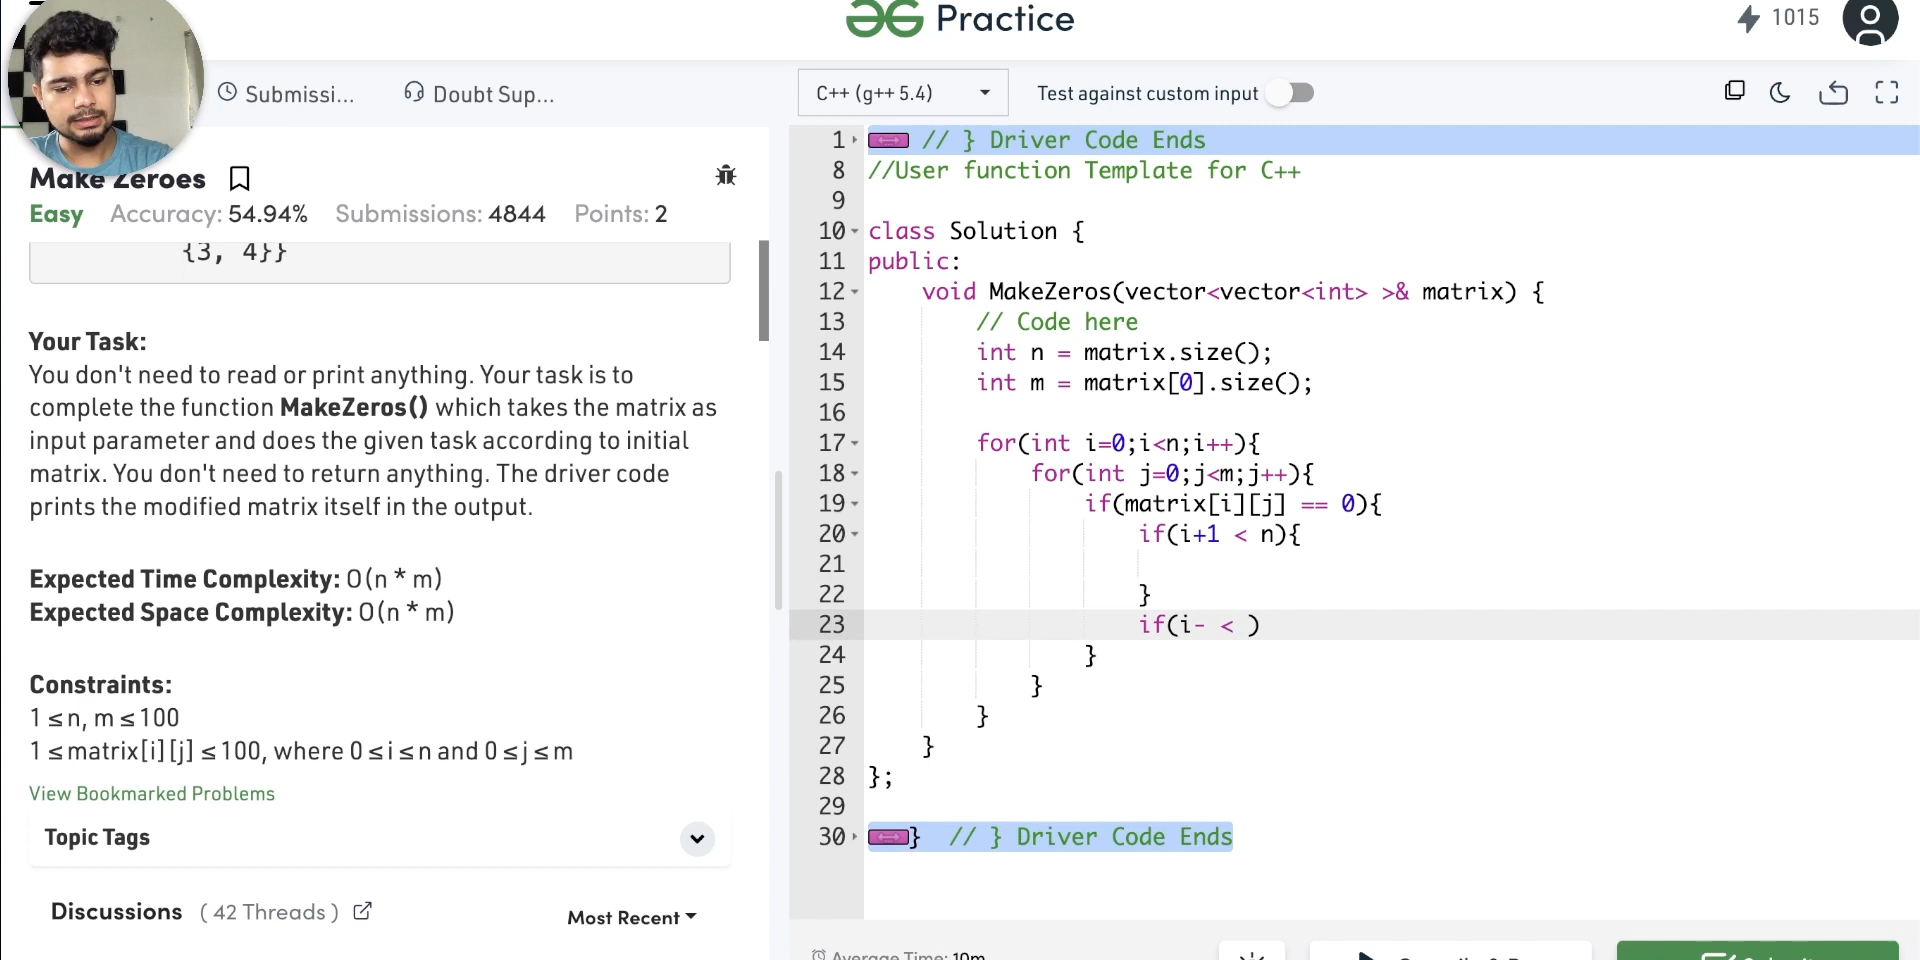 Practice
1015
Submissi...
Doubt Sup...
C++ (g++ 5.4)
Test against custom input
Make Zeroes
Easy Accuracy: 54.94% Submissions: 4844 Points: 2
{3, 4}}
Your Task:
You don't need to read or print anything. Your task is to
complete the function MakeZeros() which takes the matrix as
input parameter and does the given task according to initial
matrix. You don't need to return anything. The driver code
prints the modified matrix itself in the output.
Expected Time Complexity: O(n * m)
Expected Space Complexity: O(n * m)
Constraints:
1 ≤ n, m ≤ 100
1 ≤ matrix[i][j] ≤ 100, where 0 ≤ i ≤ n and 0 ≤ j ≤ m
View Bookmarked Problems
Topic Tags
Discussions ( 42 Threads )
Most Recent
1 // } Driver Code Ends
8 //User function Template for C++
9
10 class Solution {
11 public:
12 void MakeZeros(vector<vector<int> >& matrix) {
13 // Code here
14 int n = matrix.size();
15 int m = matrix[0].size();
16
17 for(int i=0;i<n;i++){
18 for(int j=0;j<m;j++){
19 if(matrix[i][j] == 0){
20 if(i+1 < n){
21
22 }
23 if(i- < )
24 }
25 }
26 }
27 }
28 };
29
30 } // } Driver Code Ends
Average Time: 10m